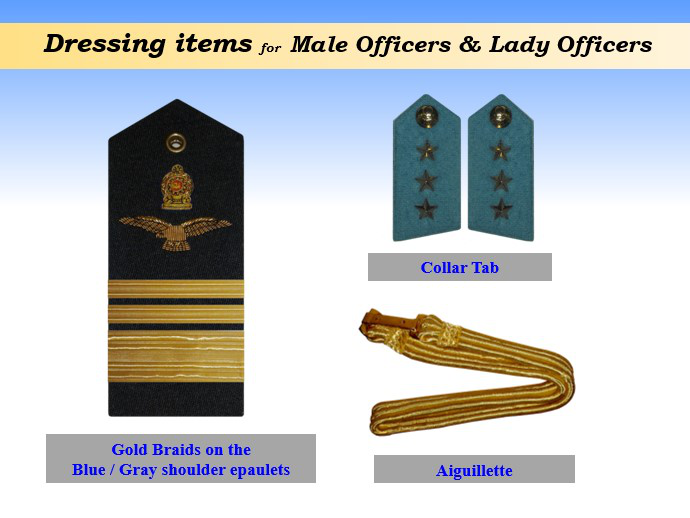 Dressing items for Male Officers & Lady Officers
Collar Tab
Gold Braids on the
Blue / Gray shoulder epaulets
Aiguillette